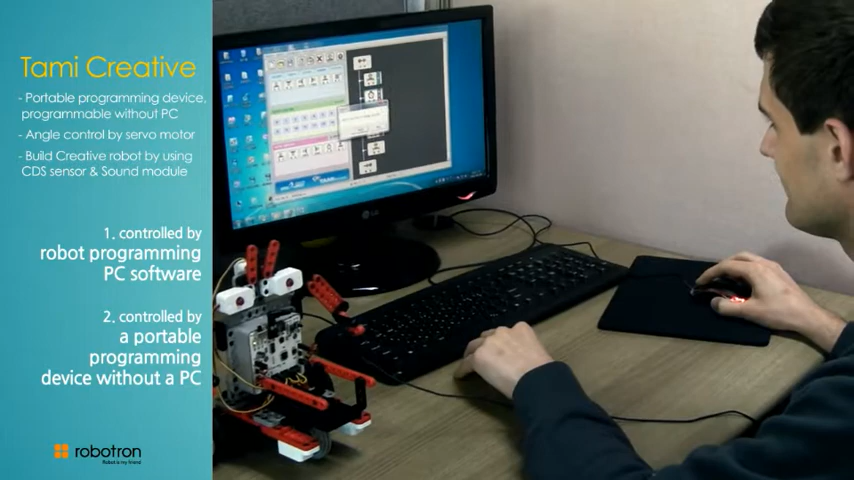 Tami Creative
- Portable programming device,
programmable without PC
- Angle control by servo motor
- Build Creative robot by using
CDS sensor & Sound module
1. controlled by
robot programming
PC software
2. controlled by
a portable
programming
device without a PC
robotron
Robot is my friend
LG